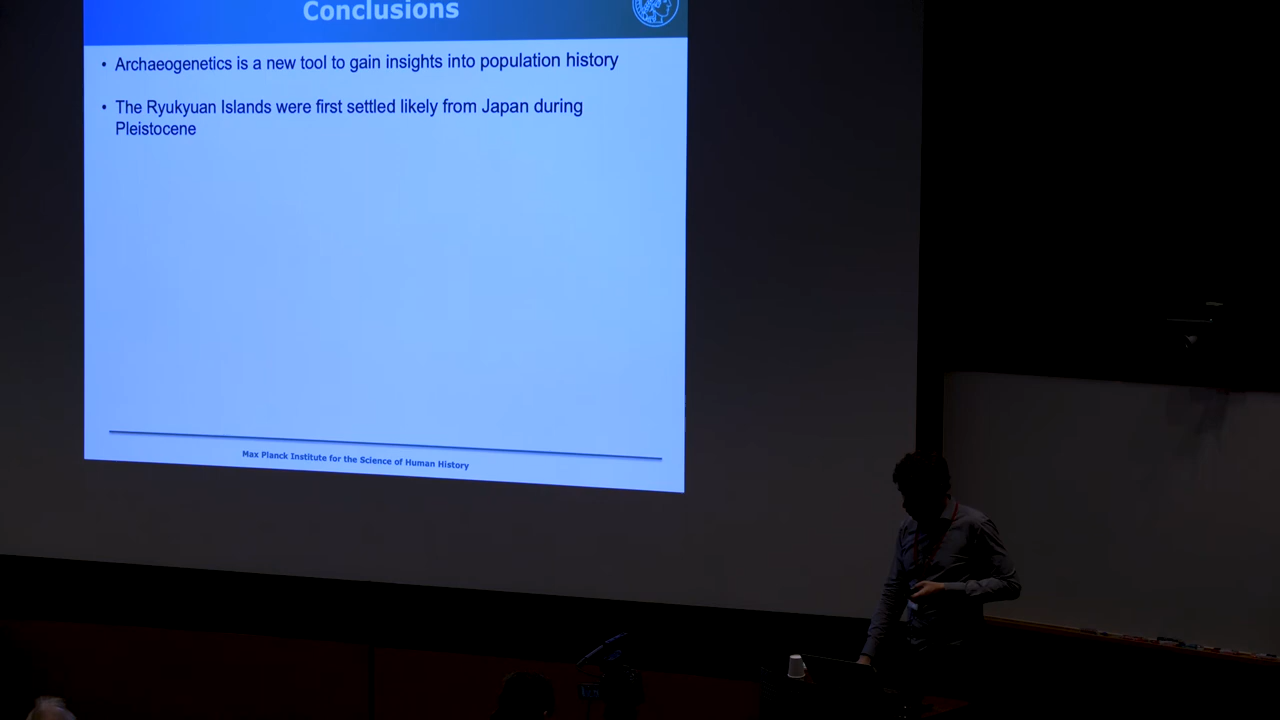 Conclusions
• Archaeogenetics is a new tool to gain insights into population history
• The Ryukyuan Islands were first settled likely from Japan during
Pleistocene
Max Planck Institute for the Science of Human History